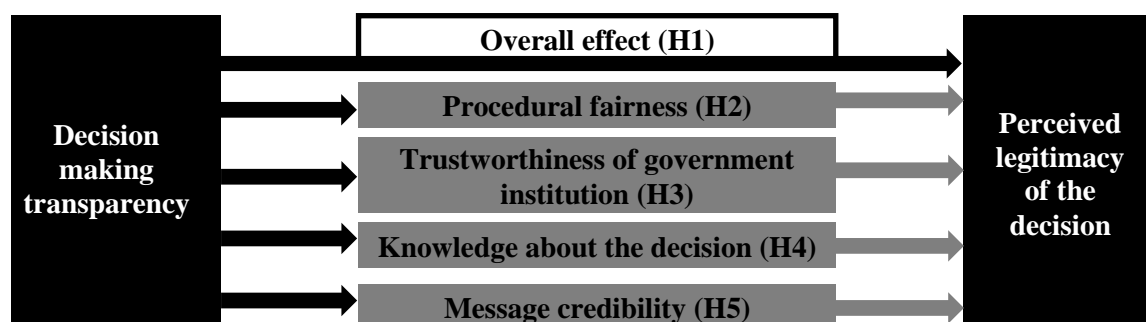 Overall effect (H1)
Procedural fairness (H2)
Decision
making
transparency
Trustworthiness of government
institution (H3)
Knowledge about the decision (H4)
Message credibility (H5)
Perceived
legitimacy
of the
decision